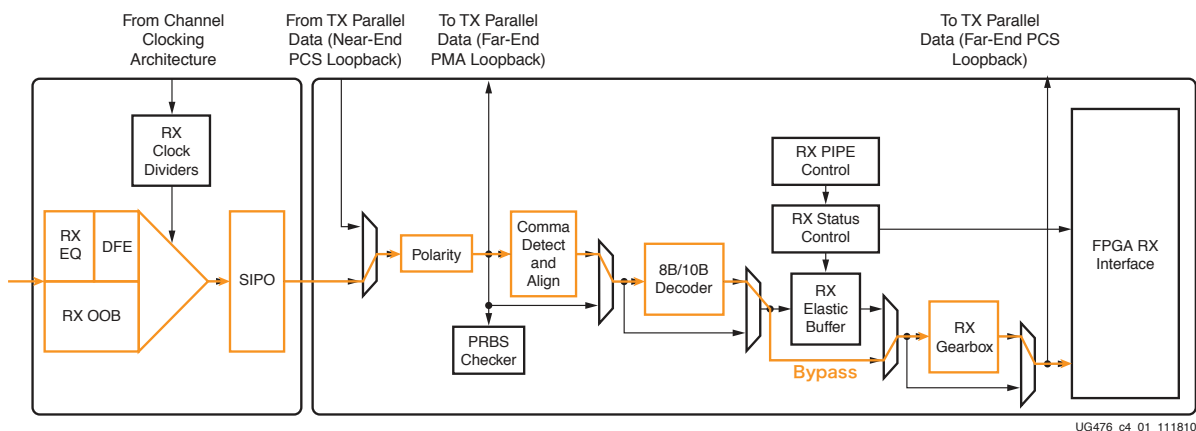 From Channel
Clocking
Architecture
From TX Parallel
Data (Near-End
PCS Loopback)
To TX Parallel
Data (Far-End
PMA Loopback)
To TX Parallel
Data (Far-End PCS
Loopback)
RX
Clock
Dividers
RX
EQ
DFE
RX OOB
SIPO
Polarity
PRBS
Checker
Comma
Detect
and
Align
8B/10B
Decoder
RX PIPE
Control
RX Status
Control
RX
Elastic
Buffer
Bypass
RX
Gearbox
FPGA RX
Interface
UG476_c4_01_111810